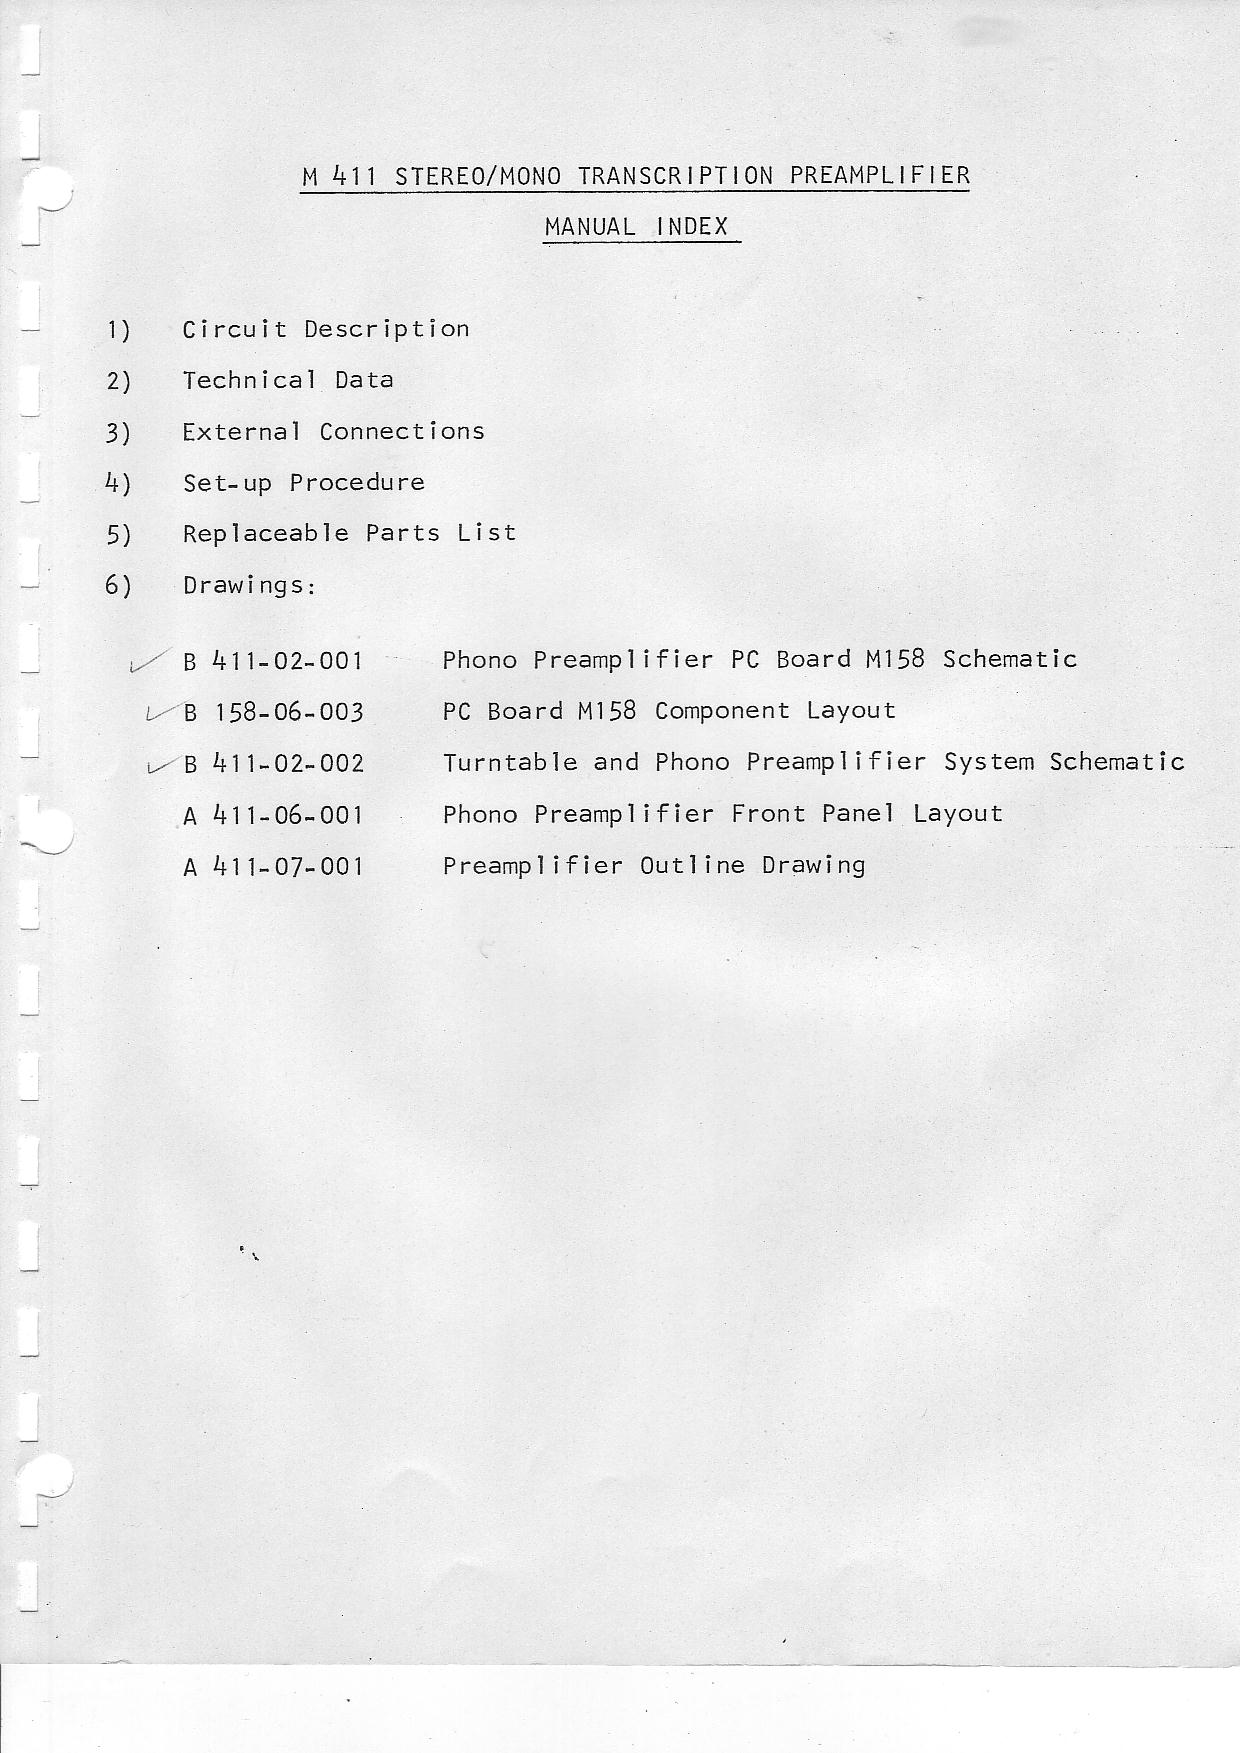 M 411 STEREO/MONO TRANSCRIPTION PREAMPLIFIER
MANUAL INDEX
1) Circuit Description
2) Technical Data
3) External Connections
4) Set-up Procedure
5) Replaceable Parts List
6) Drawings:
✓ B 411-02-001 Phono Preamplifier PC Board M158 Schematic
✓ B 158-06-003 PC Board M158 Component Layout
✓ B 411-02-002 Turntable and Phono Preamplifier System Schematic
A 411-06-001 Phono Preamplifier Front Panel Layout
A 411-07-001 Preamplifier Outline Drawing